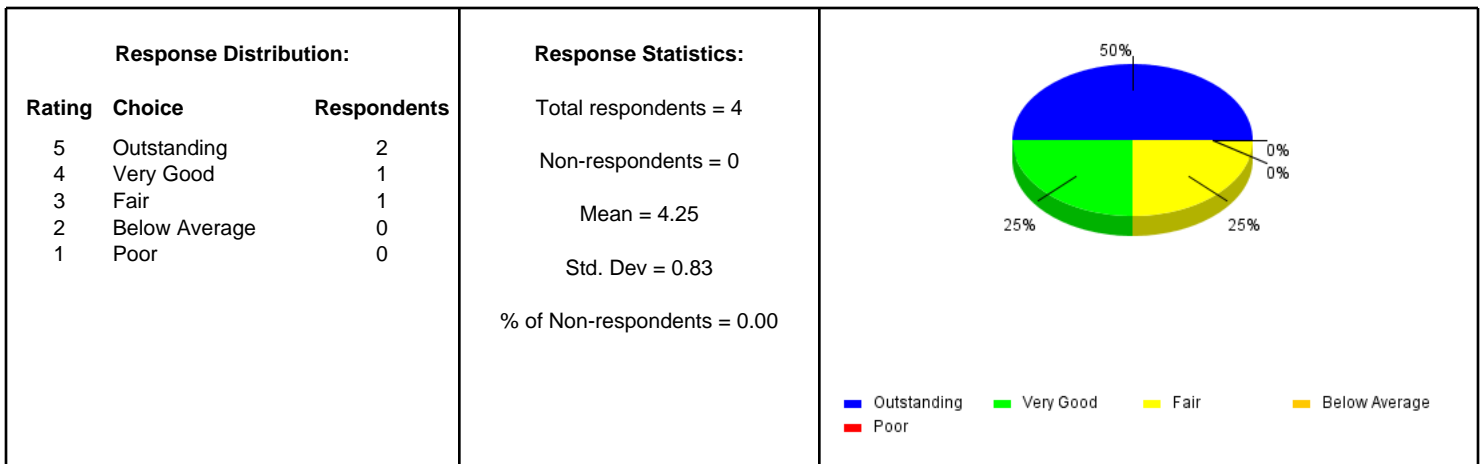 Response Distribution:
Rating Choice Respondents
5 Outstanding 2
4 Very Good 1
3 Fair 1
2 Below Average 0
1 Poor 0
Response Statistics:
Total respondents = 4
Non-respondents = 0
Mean = 4.25
Std. Dev = 0.83
% of Non-respondents = 0.00
50%
0%
0%
25%
25%
Outstanding Very Good Fair Below Average
Poor